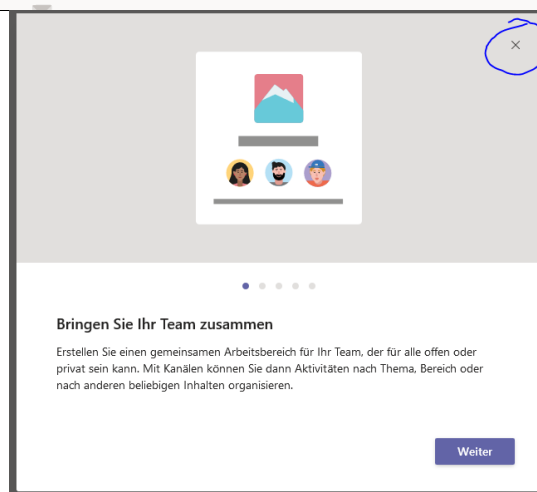 Bringen Sie Ihr Team zusammen
Erstellen Sie einen gemeinsamen Arbeitsbereich für Ihr Team, der für alle offen oder
privat sein kann. Mit Kanälen können Sie dann Aktivitäten nach Thema, Bereich oder
nach anderen beliebigen Inhalten organisieren.
Weiter